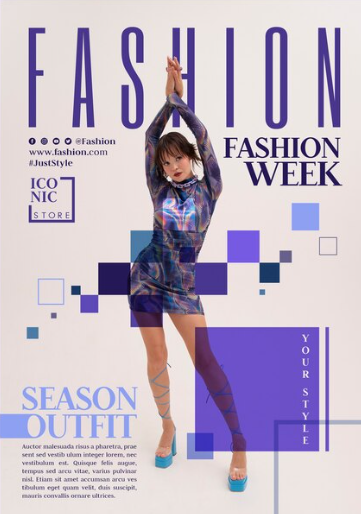 FASHION
@Fashion
www.fashion.com
#JustStyle
FASHION
WEEK
ICO
NIC
STORE
YOUR STYLE
SEASON
OUTFIT
Auctor malesuada risus a pharetra, prae
sent sed vestib ulum integer lorem, nec
vestibulum est. Quisque felis augue,
tempus sed arcu vitae, varius pulvinar
nisl. Etiam sit amet accumsan arcu ves
tibulum eget quam velit, duis suscipit,
mauris convallis ornare ultrices.